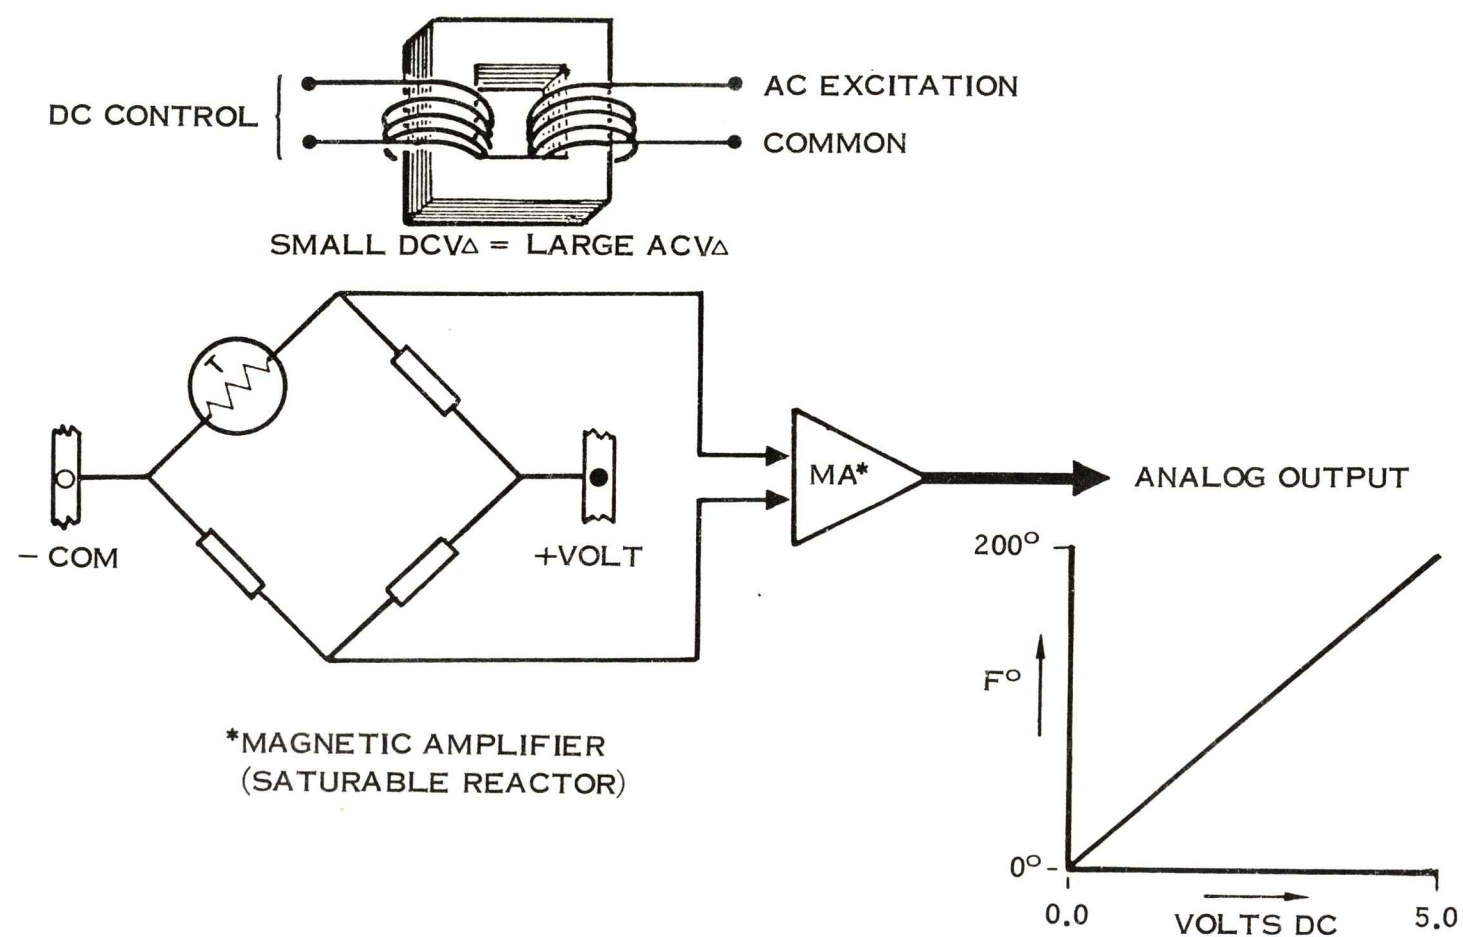 DC CONTROL
AC EXCITATION
COMMON
SMALL DCV△ = LARGE ACV△
T
MA*
ANALOG OUTPUT
- COM
+VOLT
200°
F°
0°
0.0
VOLTS DC
5.0
*MAGNETIC AMPLIFIER
(SATURABLE REACTOR)